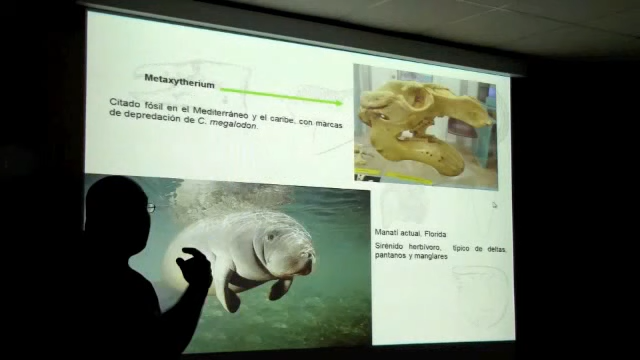 Metaxytherium
Citado fósil en el Mediterráneo y el caribe, con marcas
de depredación de C. megalodon.
Manatí actual, Florida
Sirénido herbívoro, típico de deltas,
pantanos y manglares